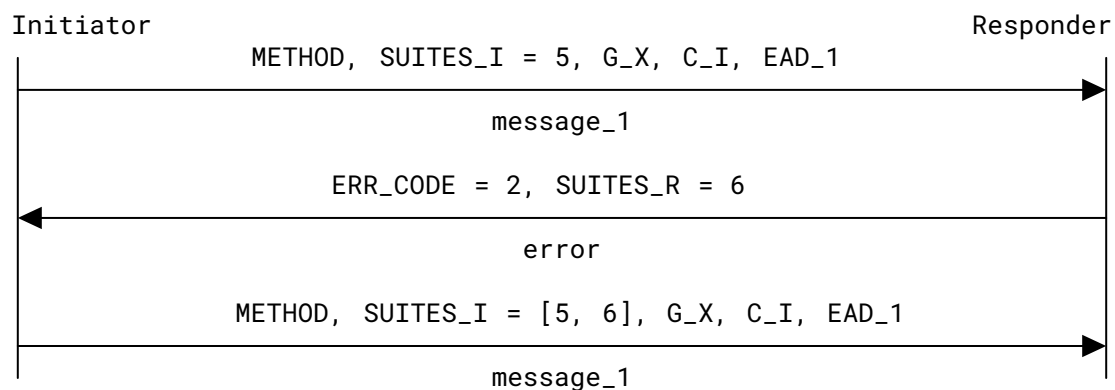 Initiator Responder
METHOD, SUITES_I = 5, G_X, C_I, EAD_1
message_1
ERR_CODE = 2, SUITES_R = 6
error
METHOD, SUITES_I = [5, 6], G_X, C_I, EAD_1
message_1